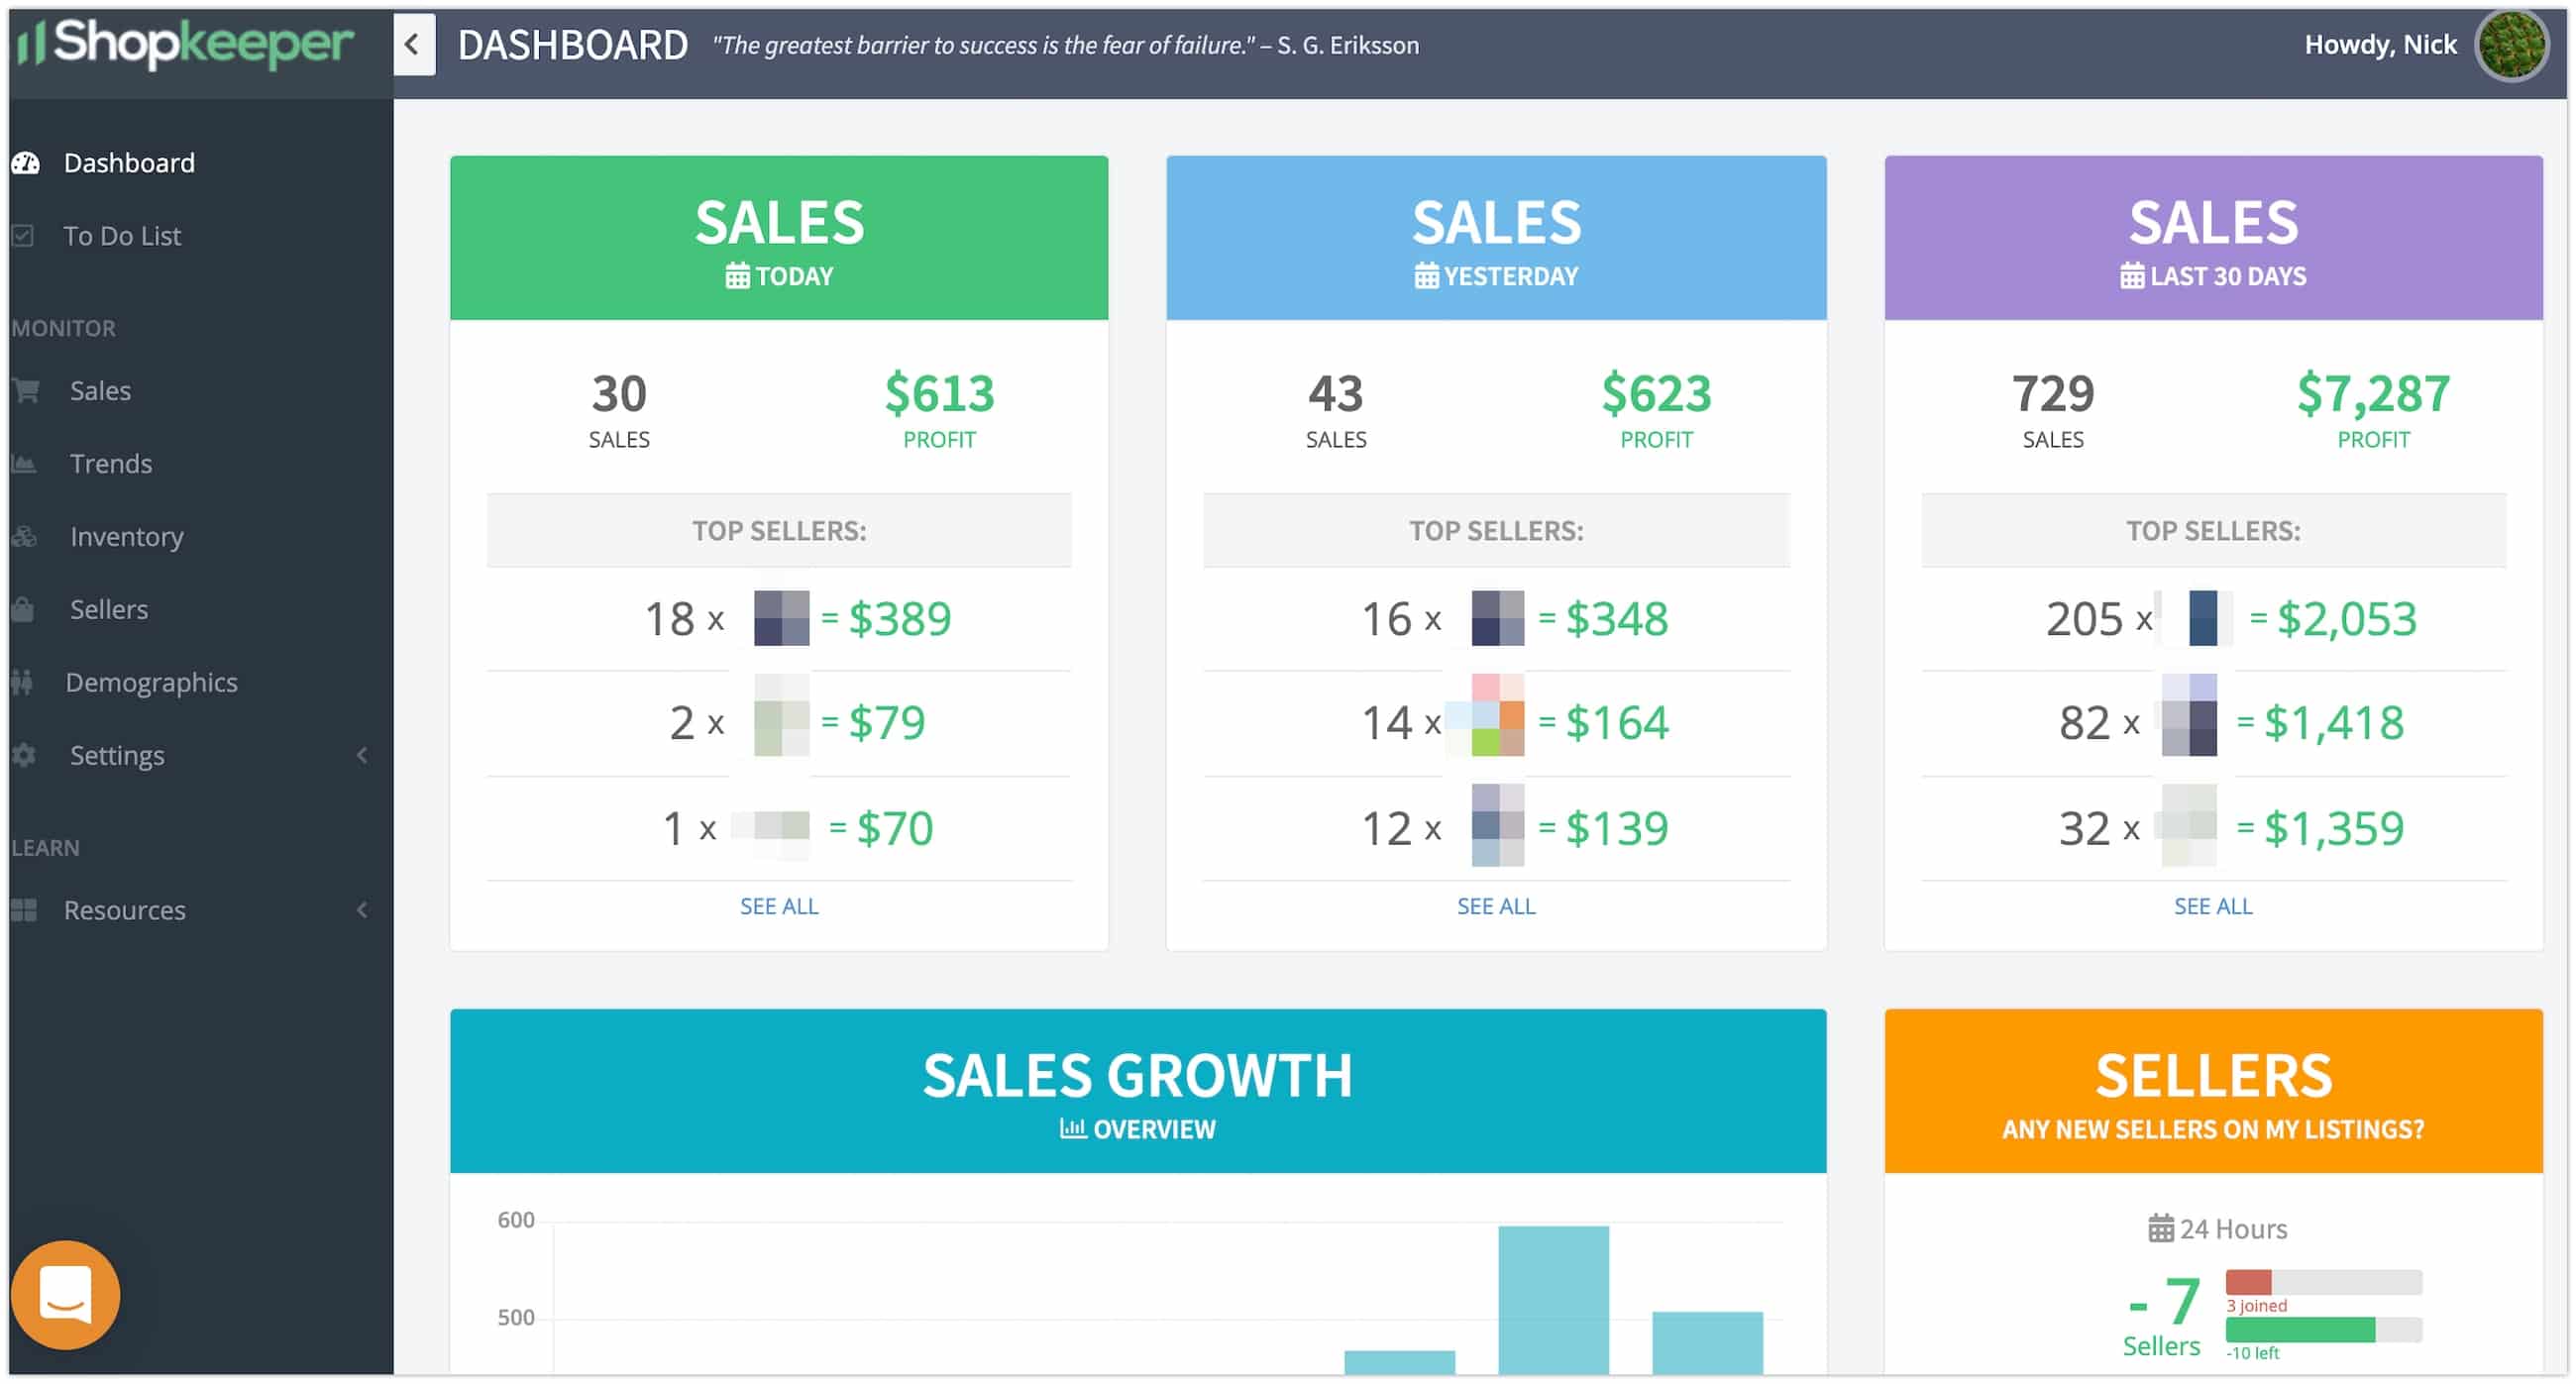 Shopkeeper
DASHBOARD "The greatest barrier to success is the fear of failure." – S. G. Eriksson
Howdy, Nick
Dashboard
To Do List
MONITOR
Sales
Trends
Inventory
Sellers
Demographics
Settings
LEARN
Resources
SALES
TODAY
30 $613
SALES PROFIT
TOP SELLERS:
18 x = $389
2 x = $79
1 x = $70
SEE ALL
SALES
YESTERDAY
43 $623
SALES PROFIT
TOP SELLERS:
16 x = $348
14 x = $164
12 x = $139
SEE ALL
SALES
LAST 30 DAYS
729 $7,287
SALES PROFIT
TOP SELLERS:
205 x = $2,053
82 x = $1,418
32 x = $1,359
SEE ALL
SALES GROWTH
OVERVIEW
600
500
SELLERS
ANY NEW SELLERS ON MY LISTINGS?
24 Hours
- 7
Sellers
3 joined
-10 left